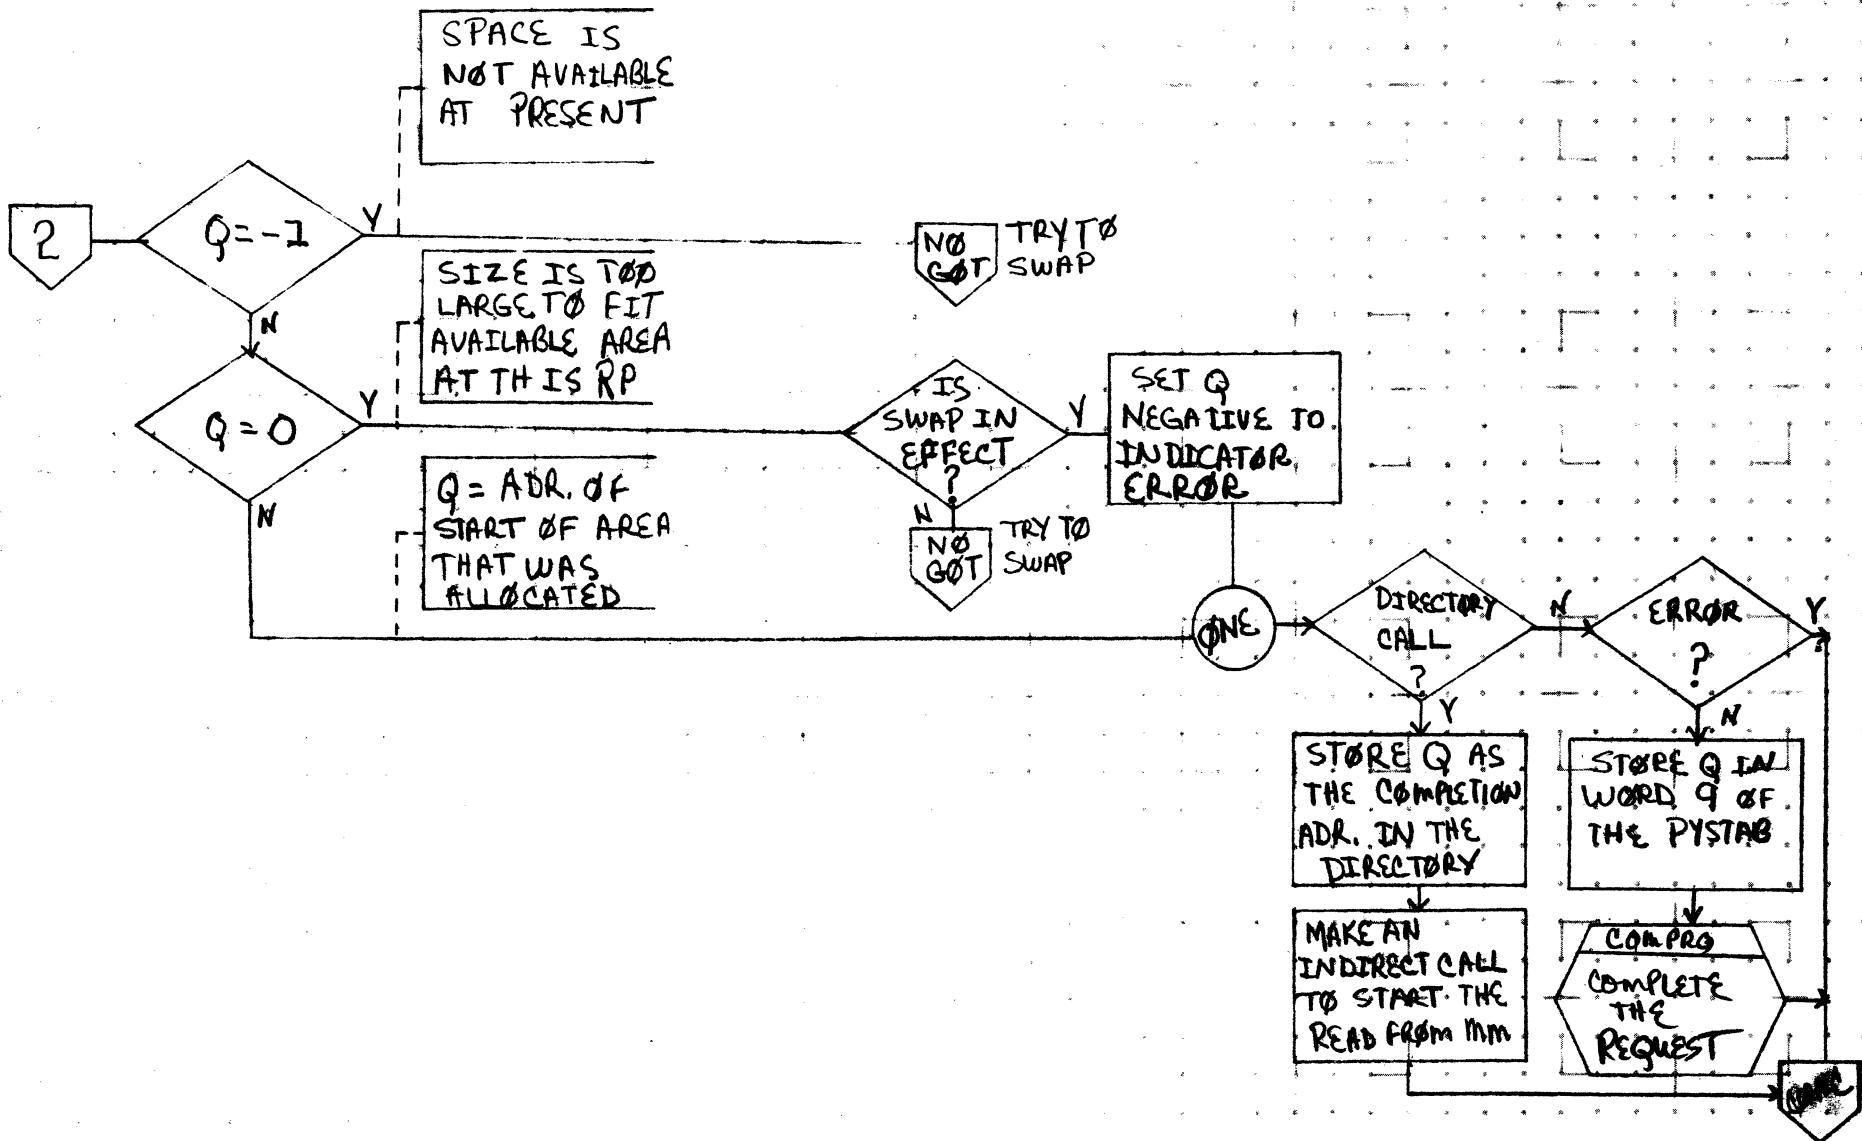 SPACE IS
NØT AVAILABLE
AT PRESENT
2
Q=-1
Y
NØ
GØT
TRY TØ
SWAP
N
SIZE IS TØØ
LARGE TØ FIT
AVAILABLE AREA
AT THIS RP
Q=0
Y
IS
SWAP IN
EFFECT
?
Y
SET Q
NEGATIVE TO
INDICATØR
ERRØR
N
NØ
GØT
TRY TØ
SWAP
N
Q = ADR. ØF
START ØF AREA
THAT WAS
ALLØCATED
ØNE
DIRECTØRY
CALL
?
N
ERRØR
?
Y
Y
STØRE Q AS
THE CØMPLETIØN
ADR. IN THE
DIRECTØRY
MAKE AN
INDIRECT CALL
TØ START THE
READ FRØM MM
N
STØRE Q IN
WØRD 9 ØF
THE PYSTAB
CØMPRQ
CØMPLETE
THE
REQUEST